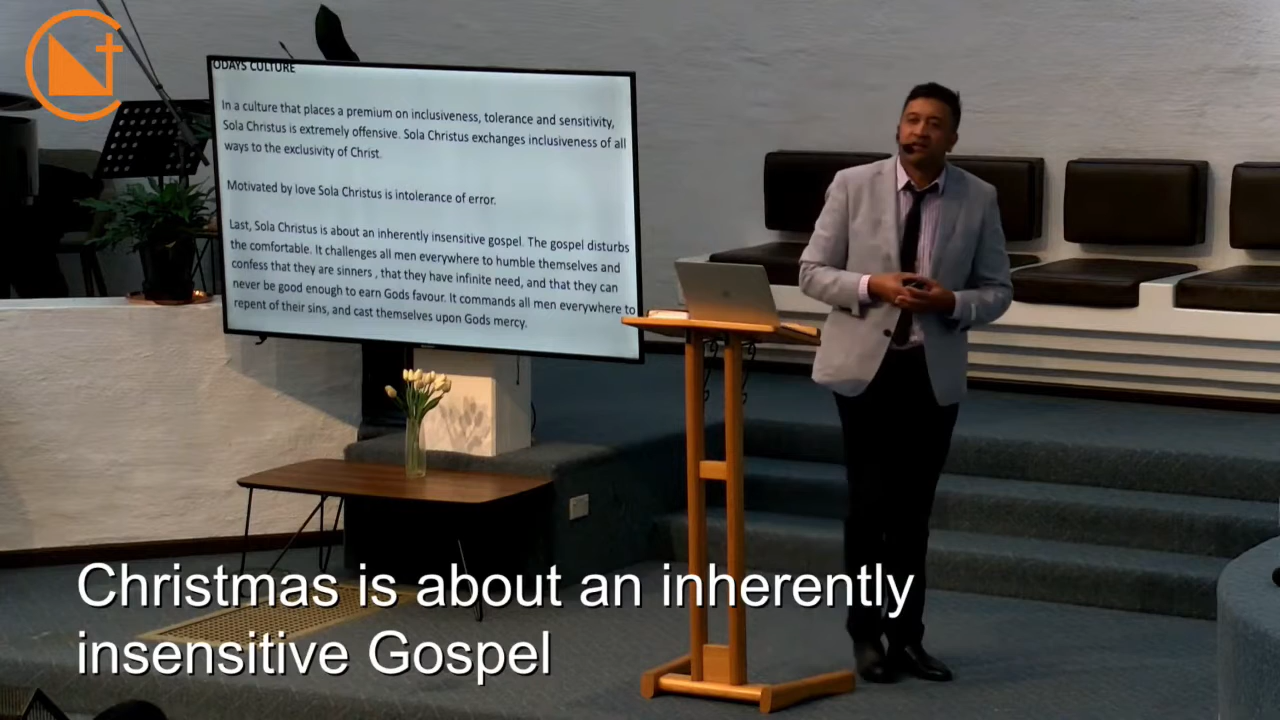 ODAYS CULTURE
In a culture that places a premium on inclusiveness, tolerance and sensitivity,
Sola Christus is extremely offensive. Sola Christus exchanges inclusiveness of all
ways to the exclusivity of Christ.
Motivated by love Sola Christus is intolerance of error.
Last, Sola Christus is about an inherently insensitive gospel. The gospel disturbs
the comfortable. It challenges all men everywhere to humble themselves and
confess that they are sinners , that they have infinite need, and that they can
never be good enough to earn Gods favour. It commands all men everywhere to
repent of their sins, and cast themselves upon Gods mercy.
Christmas is about an inherently
insensitive Gospel